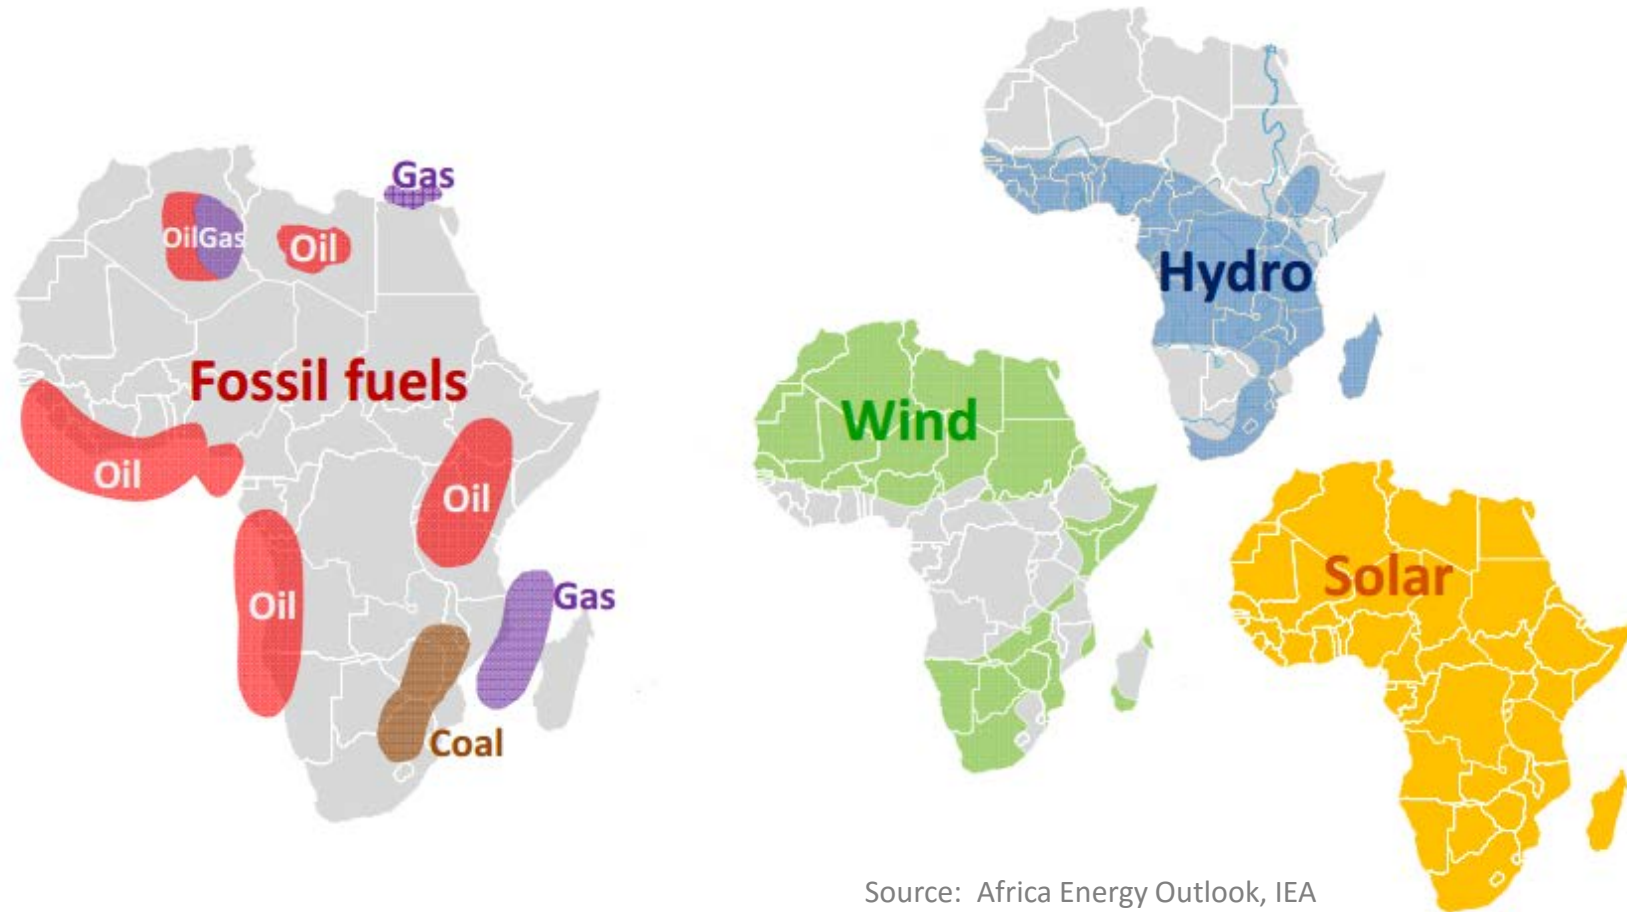 Gas
OilGas
Oil
Fossil fuels
Oil
Oil
Oil
Gas
Coal
Hydro
Wind
Solar
Source: Africa Energy Outlook, IEA